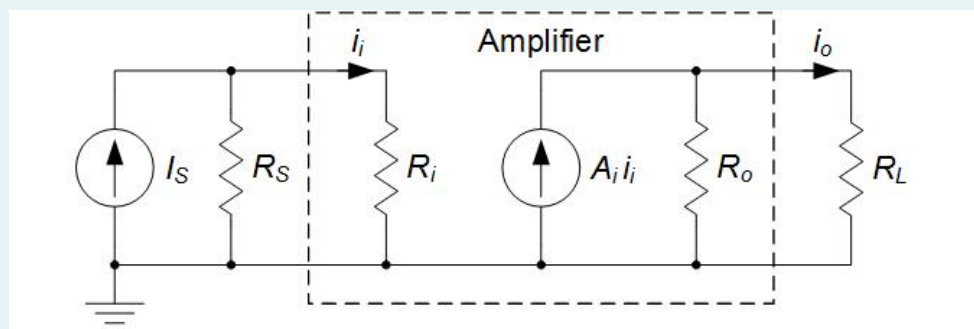 Amplifier
i_i
i_o
I_S
R_S
R_i
A_i i_i
R_o
R_L